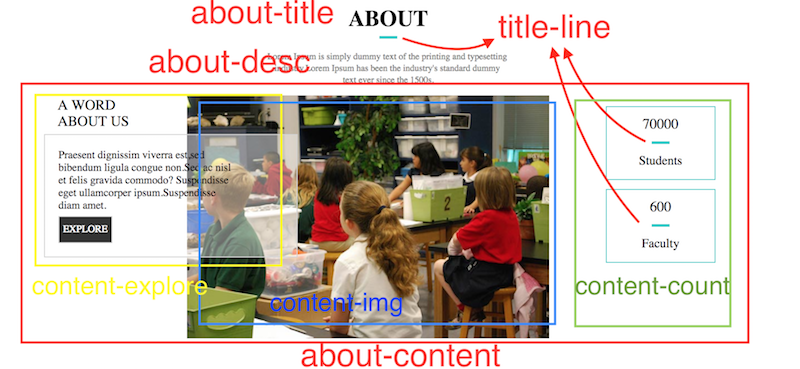 about-title
ABOUT
title-line
Lorem Ipsum is simply dummy text of the printing and typesetting
industry. Lorem Ipsum has been the industry's standard dummy
text ever since the 1500s.
about-desc
A WORD
ABOUT US
Praesent dignissim viverra est,sed
bibendum ligula congue non.Sed ac nisl
et felis gravida commodo? Suspendisse
eget ullamcorper ipsum.Suspendisse
diam amet.
EXPLORE
content-explore
2
content-img
70000
Students
600
Faculty
content-count
about-content